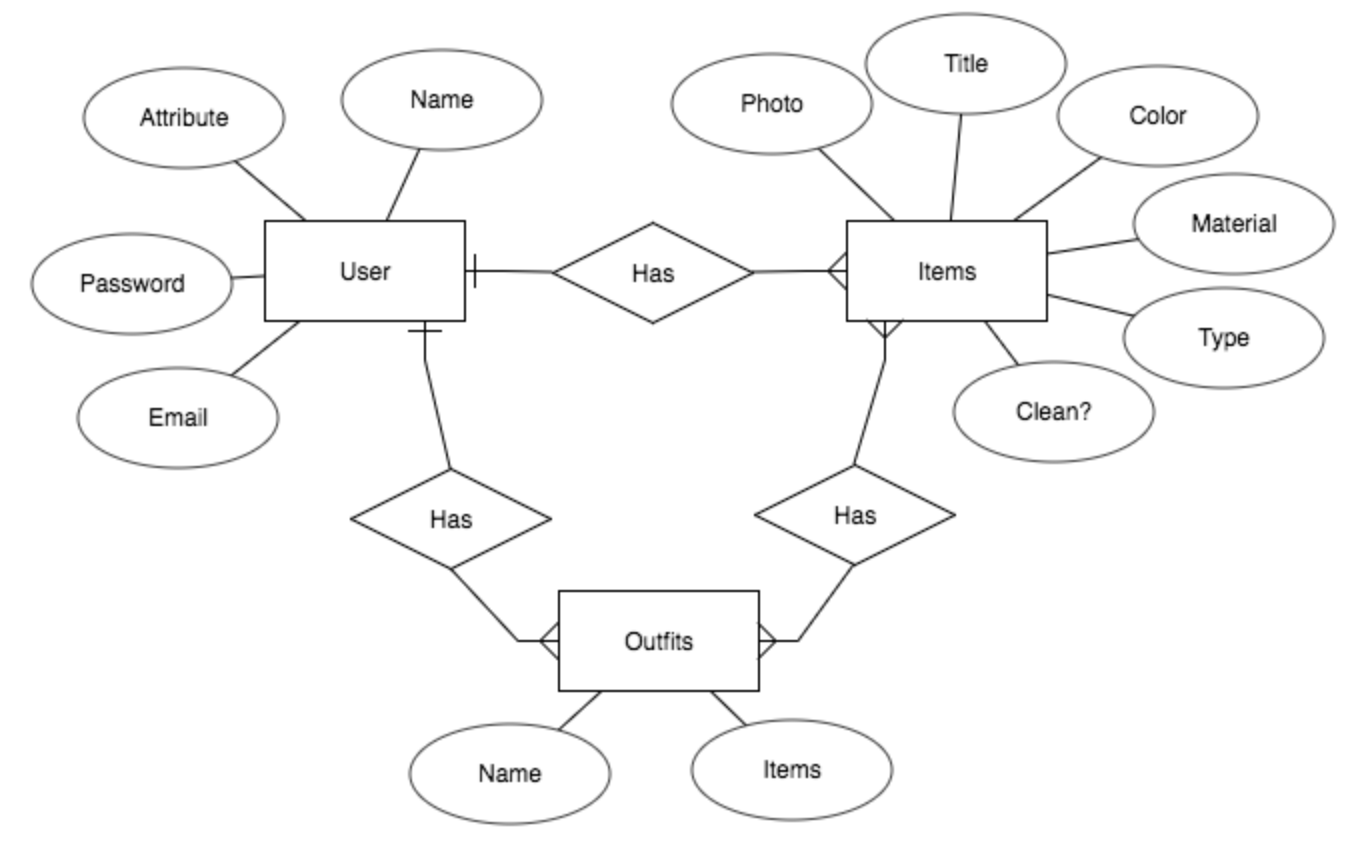 Title
Name
Photo
Attribute
Color
Material
User
Has
Items
Password
Type
Email
Clean?
Has
Has
Outfits
Name
Items